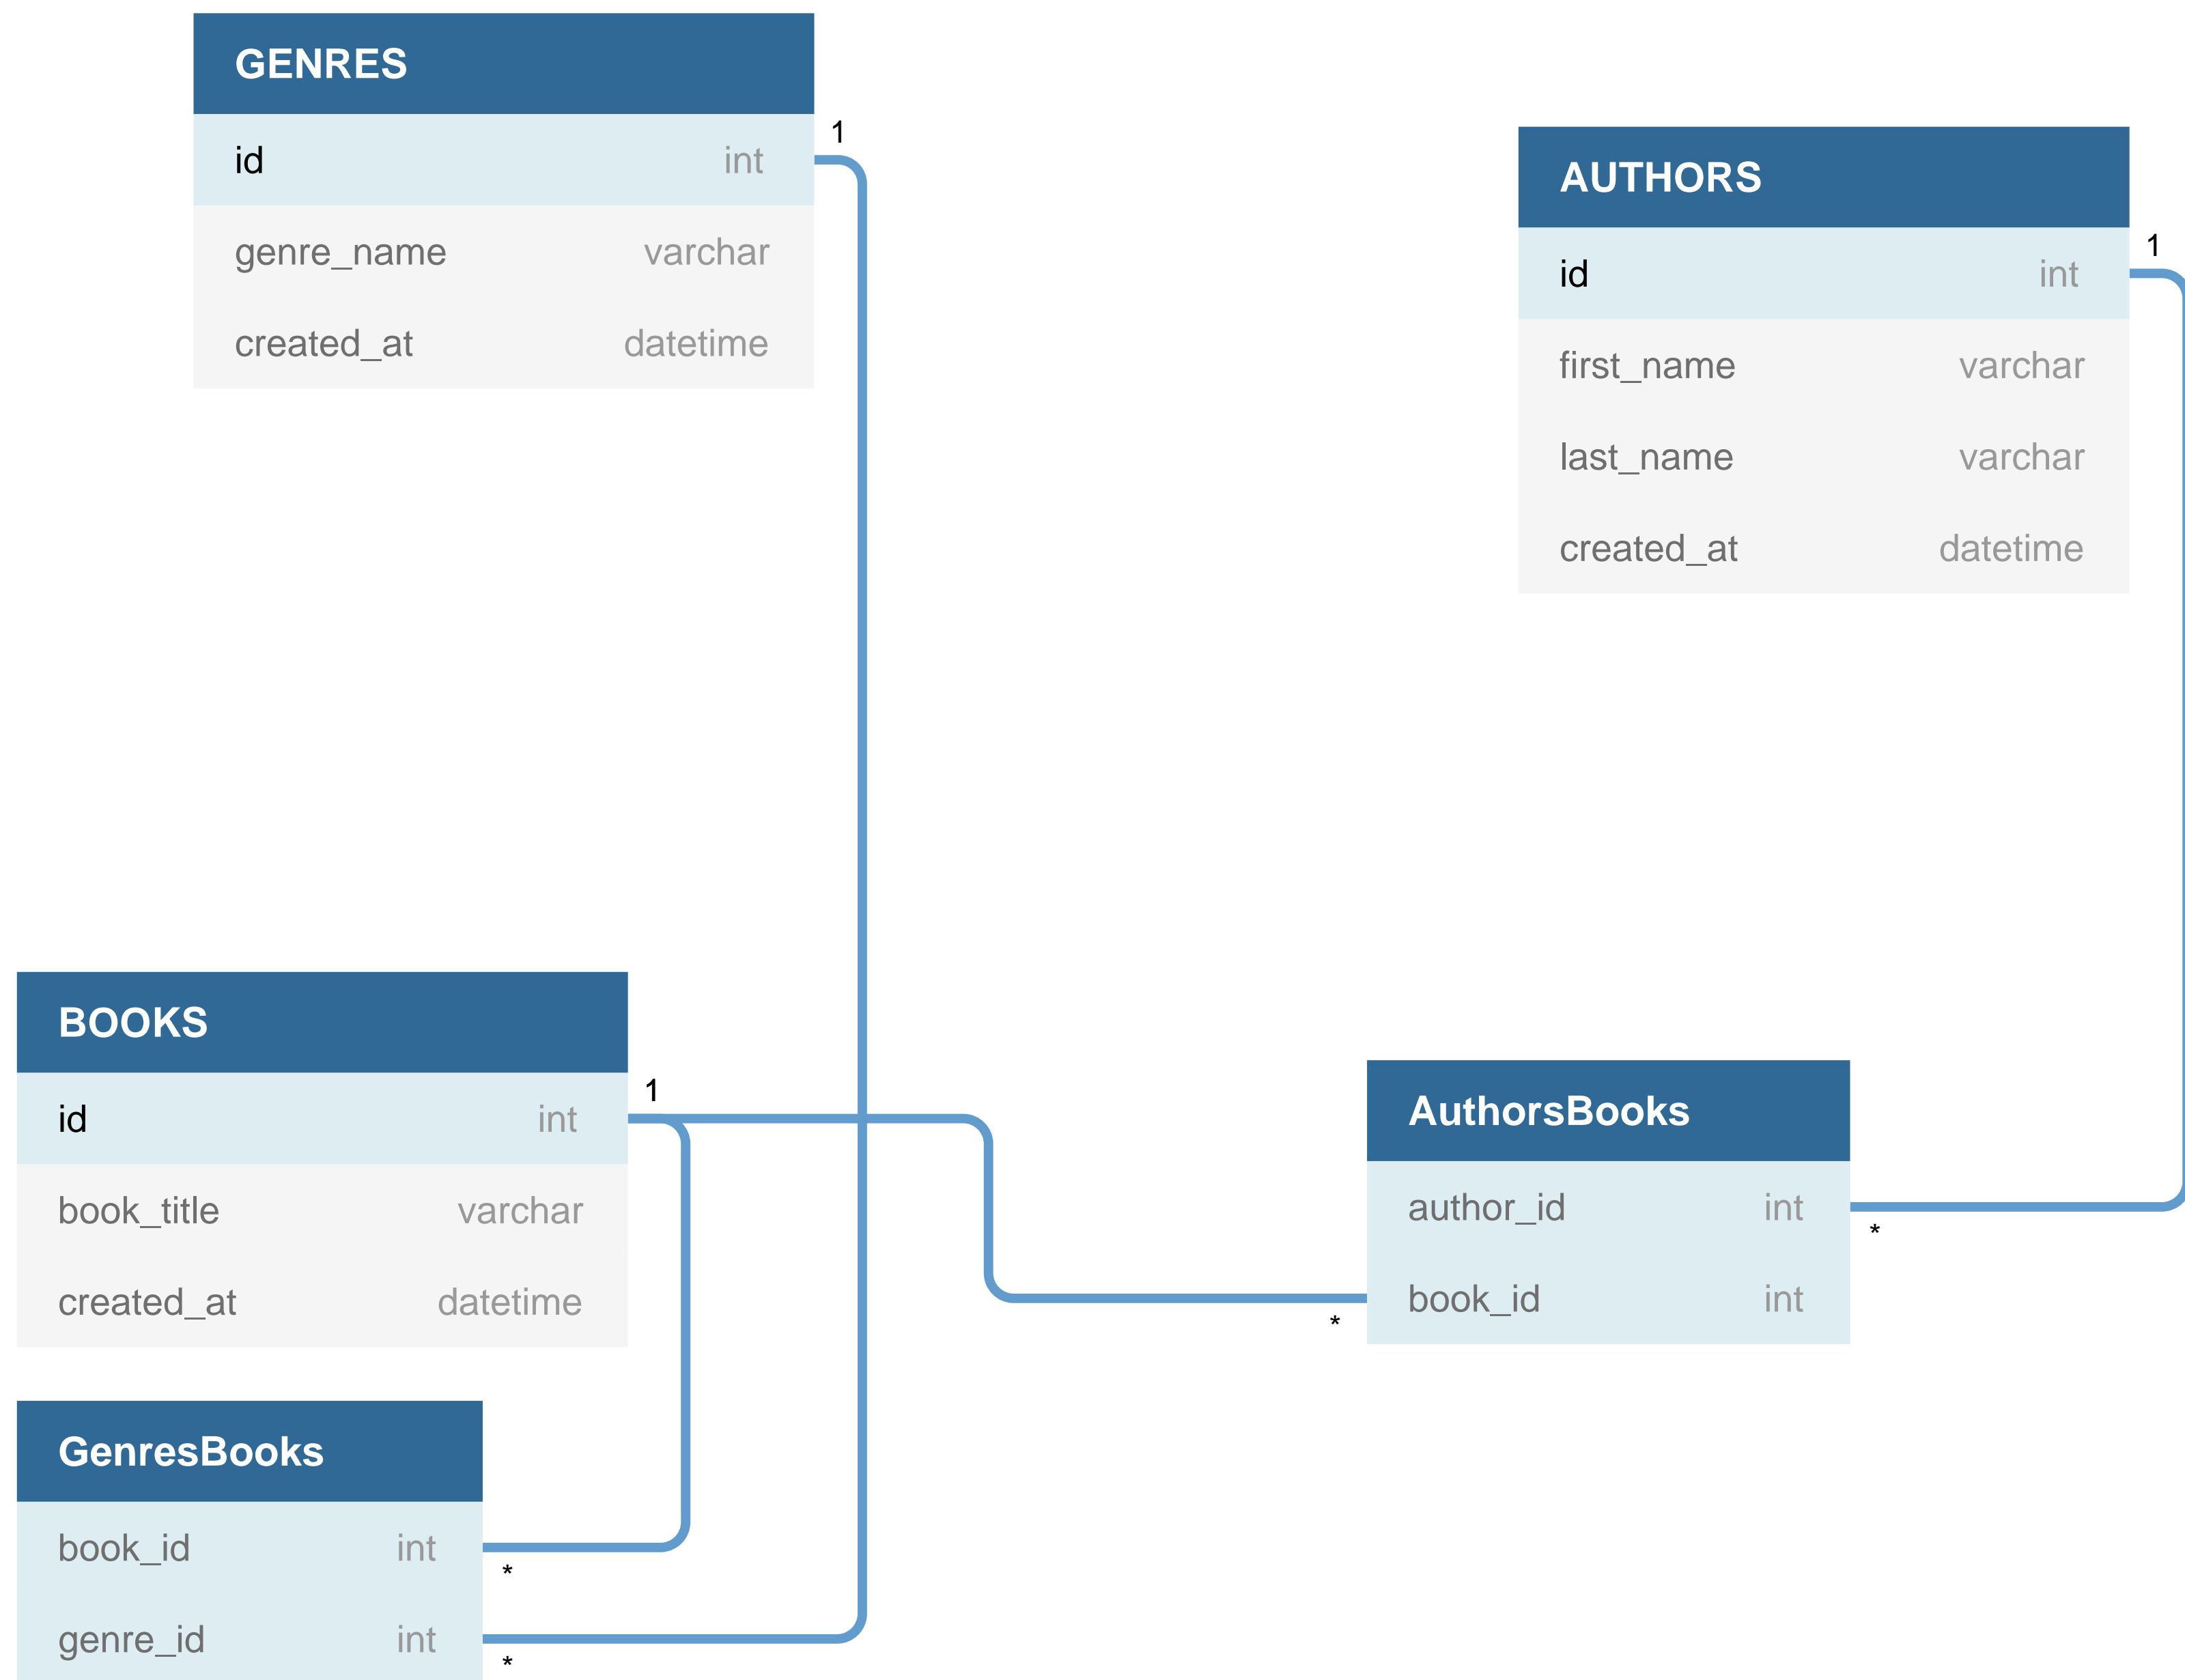 GENRES
1
id int
genre_name varchar
created_at datetime
AUTHORS
1
id int
first_name varchar
last_name varchar
created_at datetime
BOOKS
1
id int
book_title varchar
created_at datetime
AuthorsBooks
author_id int
*
book_id int
*
GenresBooks
book_id int
*
genre_id int
*